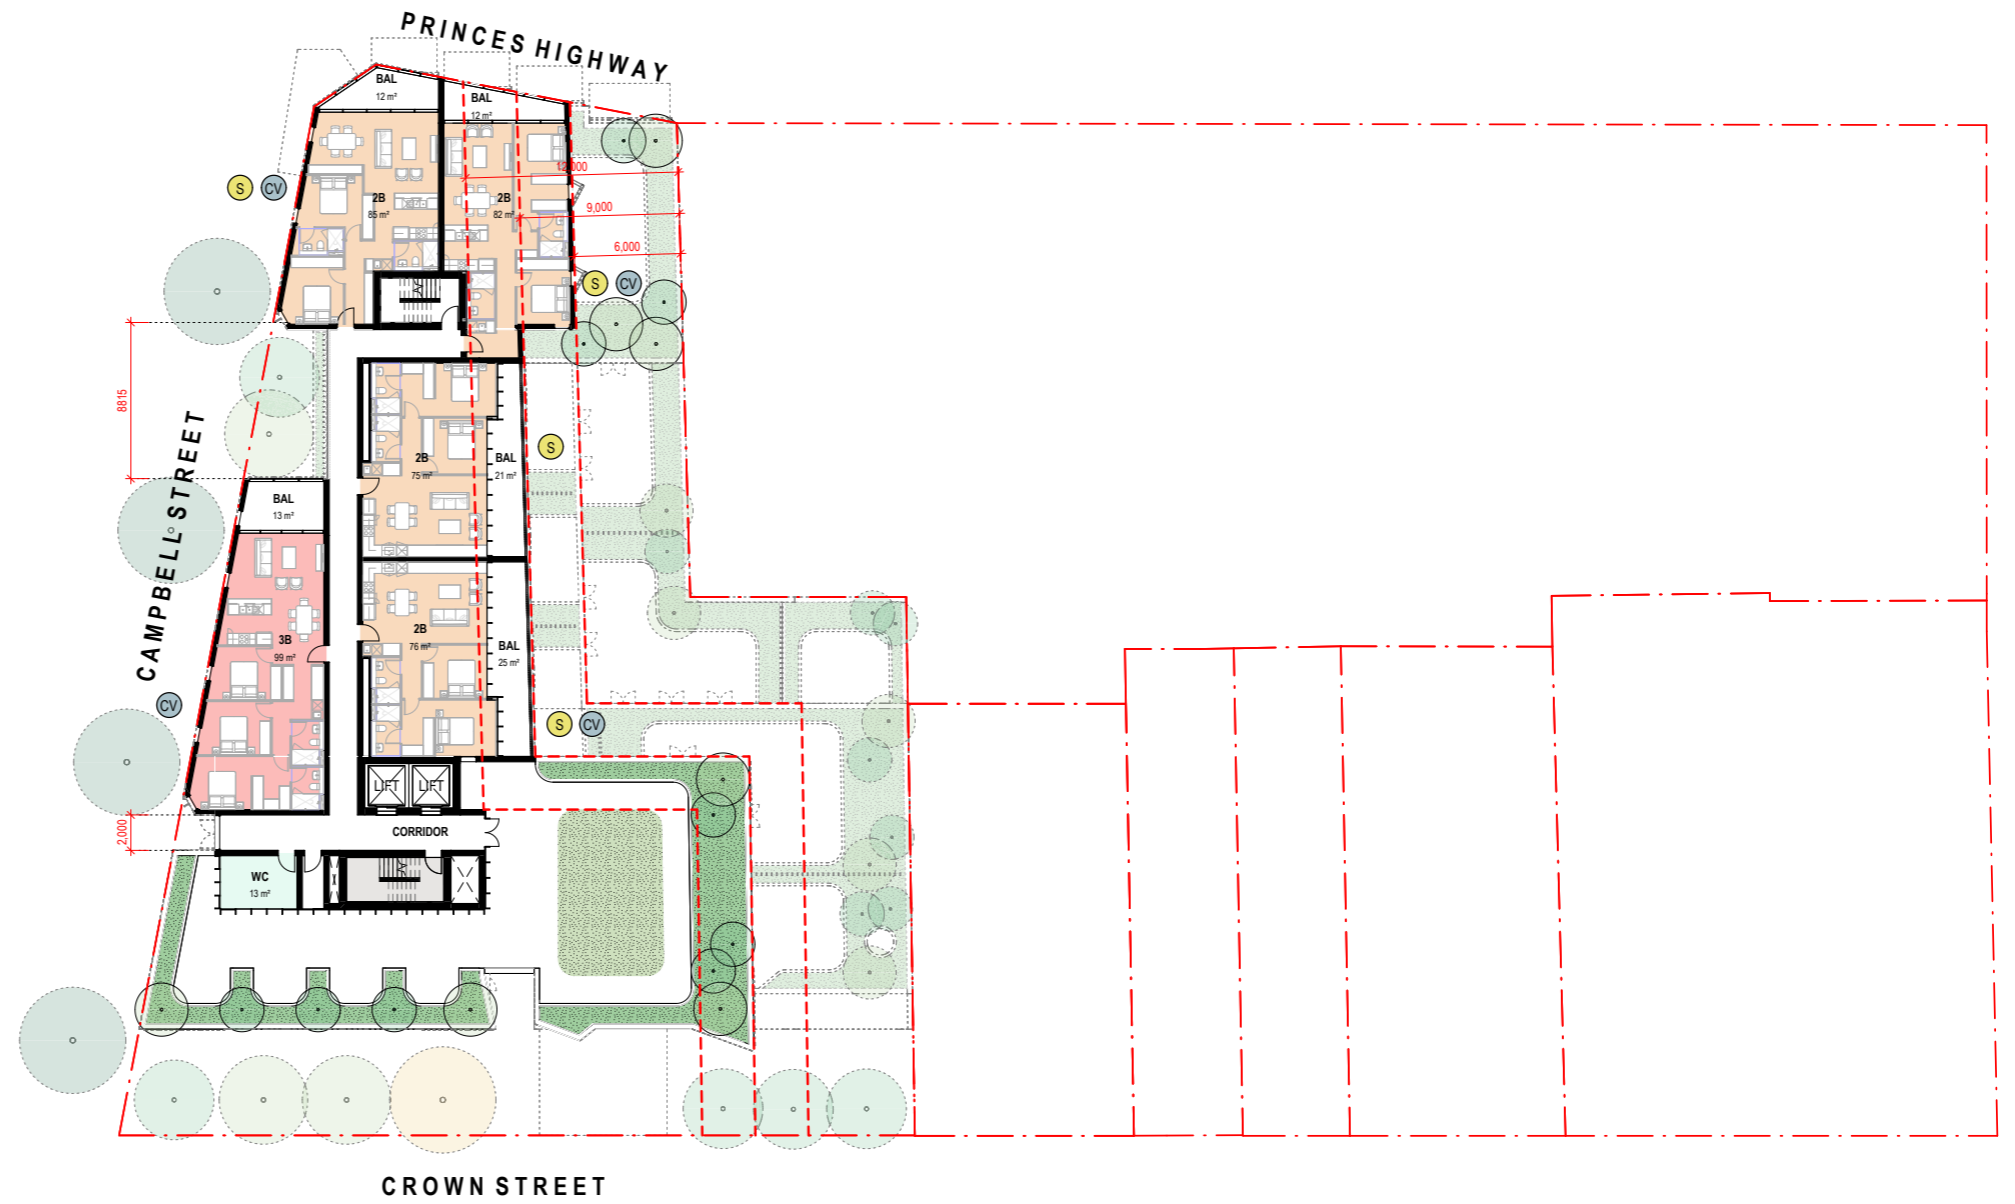 PRINCES HIGHWAY
BAL
12 m²
BAL
12 m²
12,000
S
CV
2B
85 m²
2B
82 m²
9,000
6,000
S
CV
8815
CAMPBELL STREET
2B
75 m²
BAL
21 m²
S
BAL
13 m²
3B
99 m²
2B
76 m²
BAL
25 m²
CV
S
CV
LIFT
LIFT
2,000
CORRIDOR
WC
13 m²
CROWN STREET